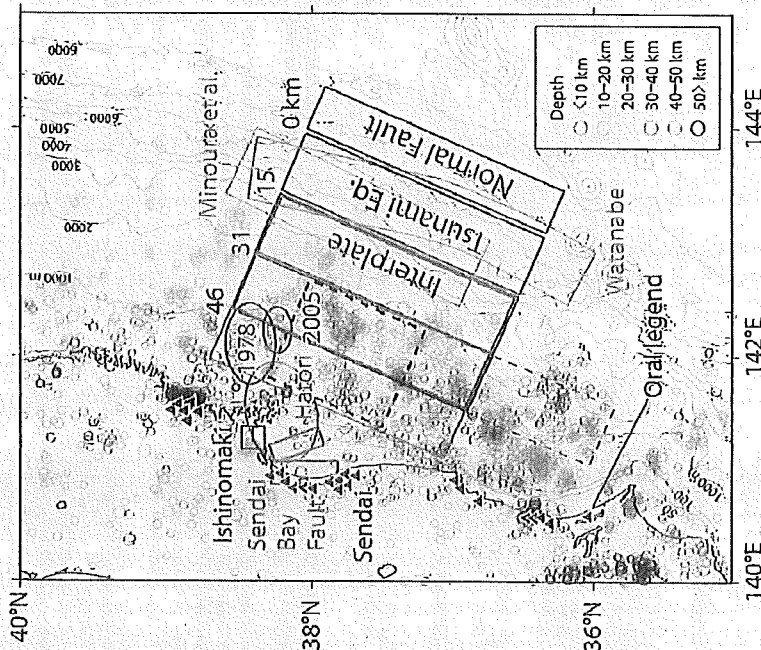 40°N
38°N
36°N
140°E
142°E
144°E
1000 m
2000
3000
4000
5000
6000
7000
6000
Minoura et al.
0 km
15
31
46
Normal Fault
Tsunami Eq.
Interplate
1978
2005
Hatori
Ishinomaki
Sendai
Bay
Fault
Sendai
Watanabe
Oral legend
Depth
<10 km
10-20 km
20-30 km
30-40 km
40-50 km
50> km